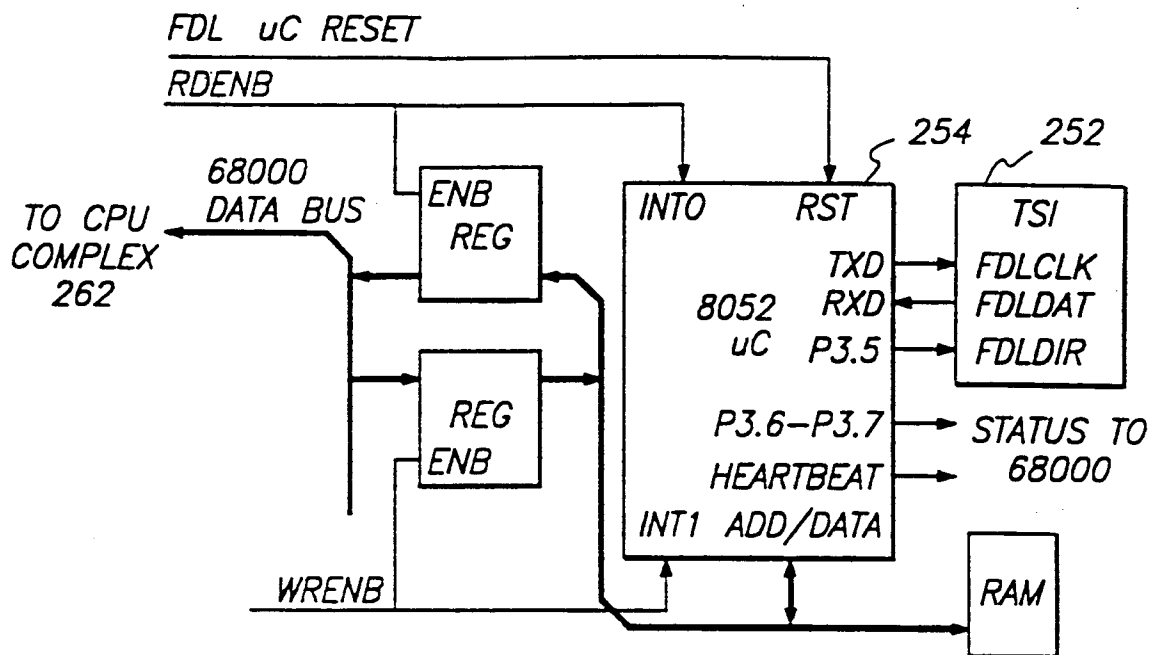 FDL uC RESET
RDENB
254
252
68000
DATA BUS
TO CPU
COMPLEX
262
ENB
REG
REG
ENB
INT0
RST
TXD
RXD
8052
uC
P3.5
P3.6-P3.7
HEARTBEAT
INT1 ADD/DATA
TSI
FDLCLK
FDLDAT
FDLDIR
STATUS TO
68000
WRENB
RAM